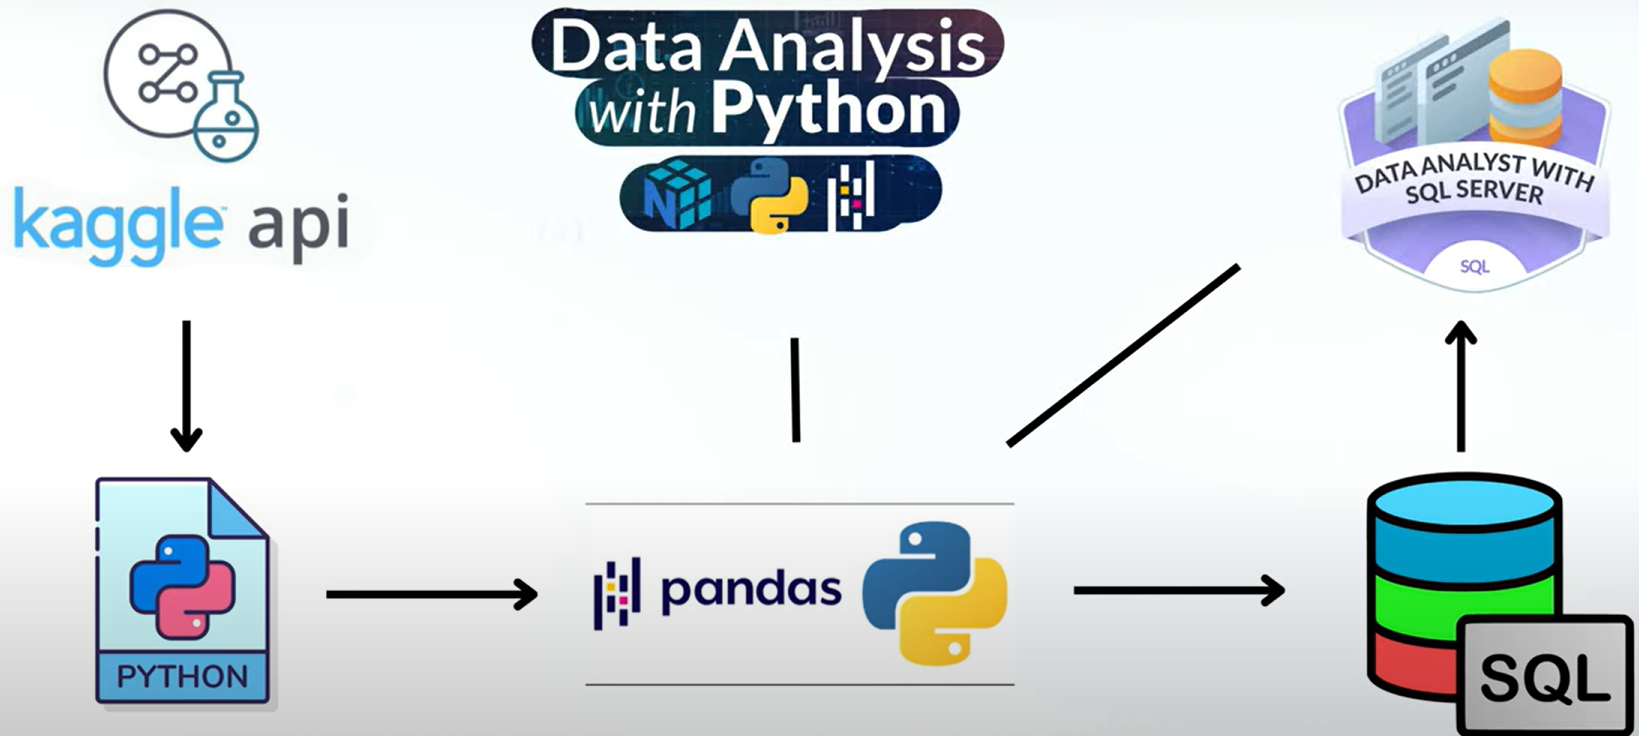 kaggle api
Data Analysis
with Python
N
DATA ANALYST WITH
SQL SERVER
SQL
PYTHON
pandas
SQL